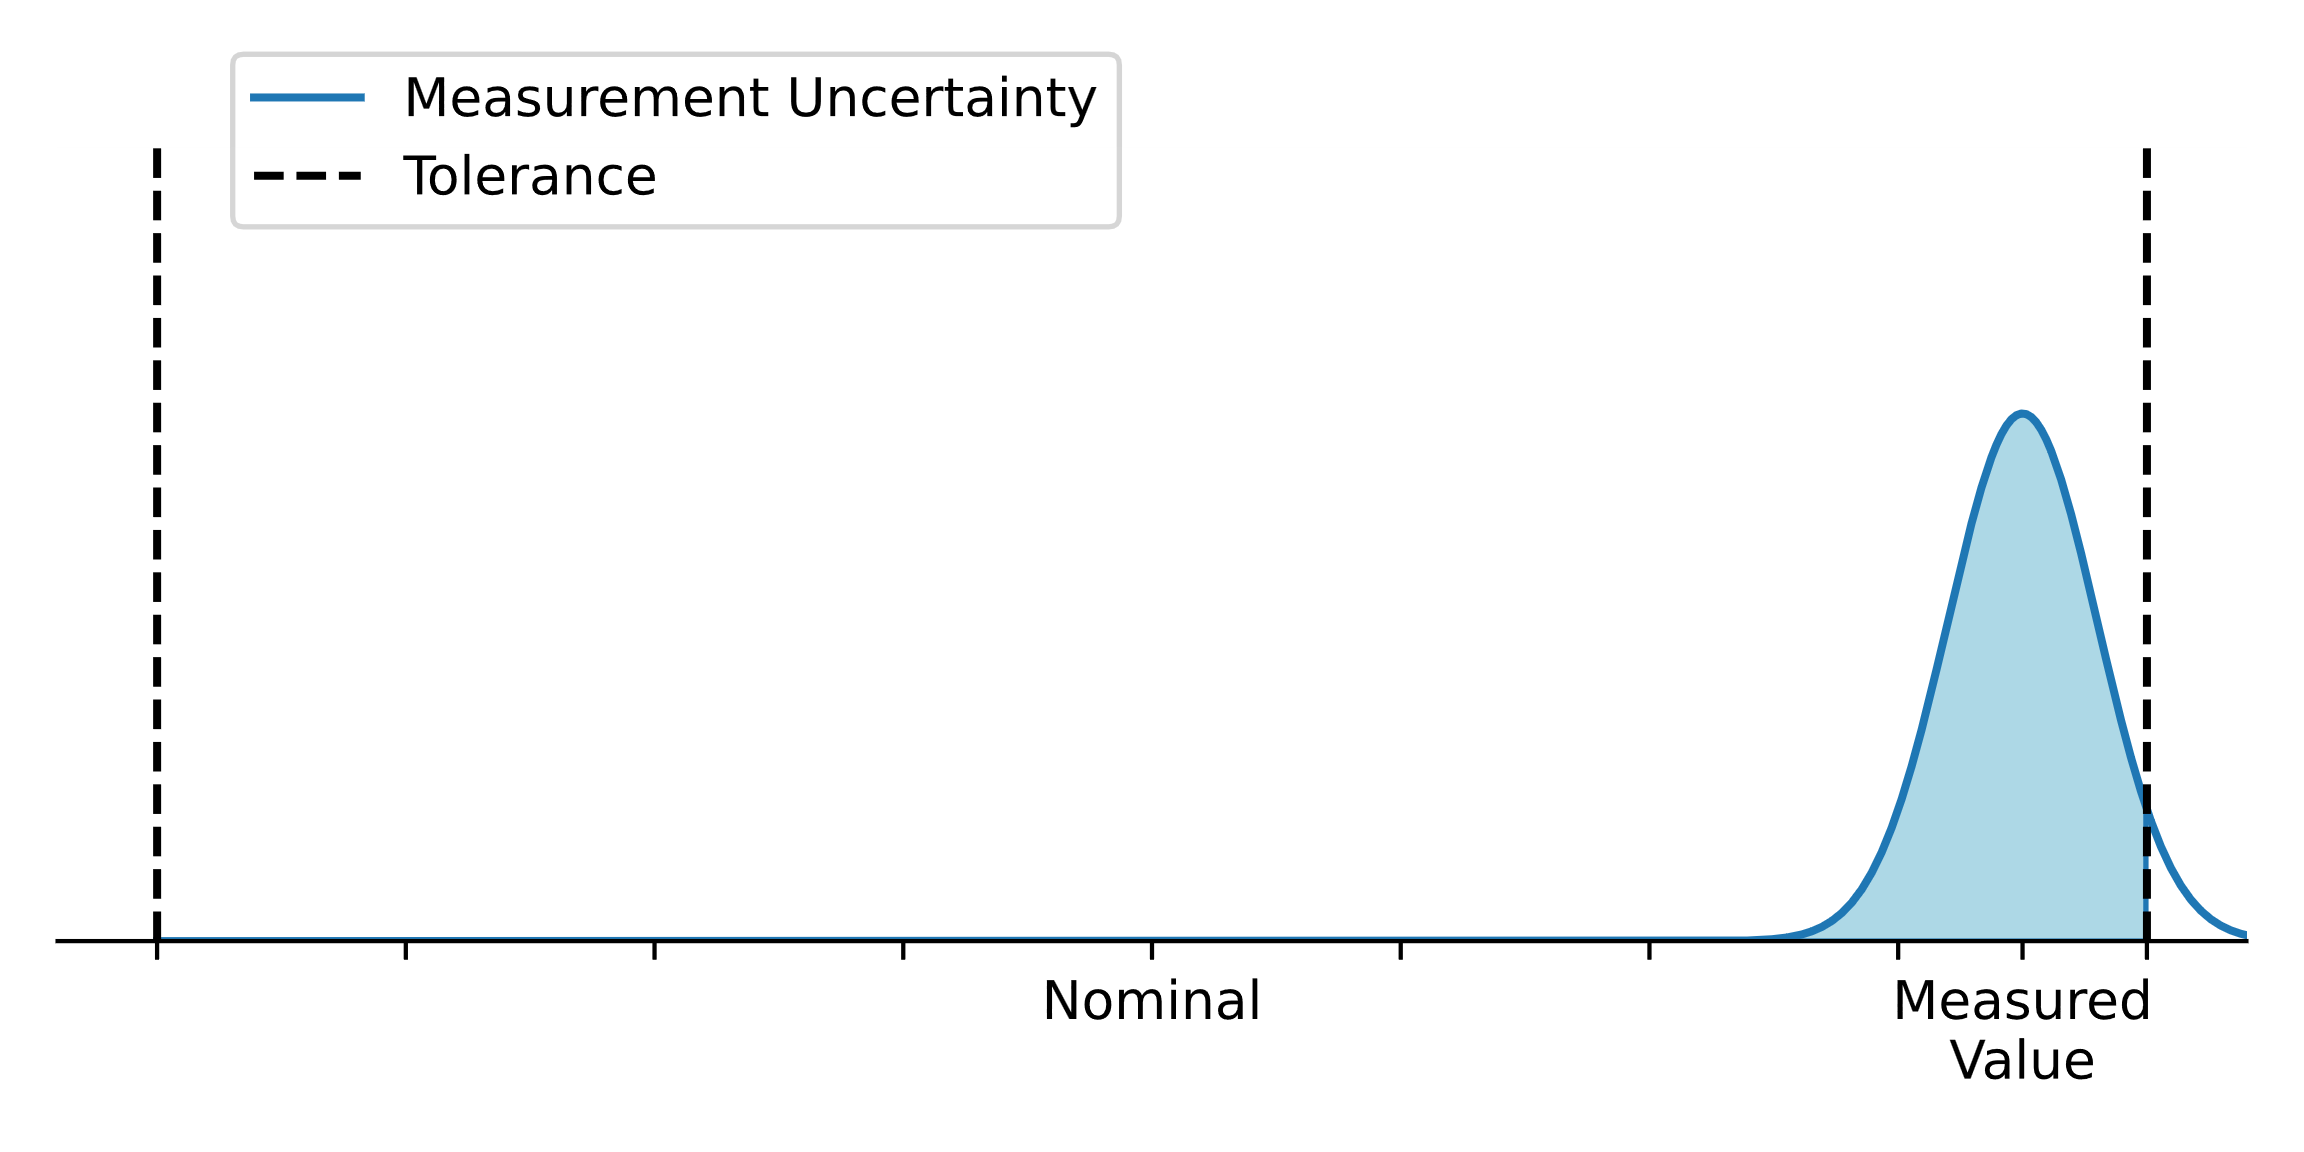 Measurement Uncertainty
Tolerance
Nominal
Measured
Value